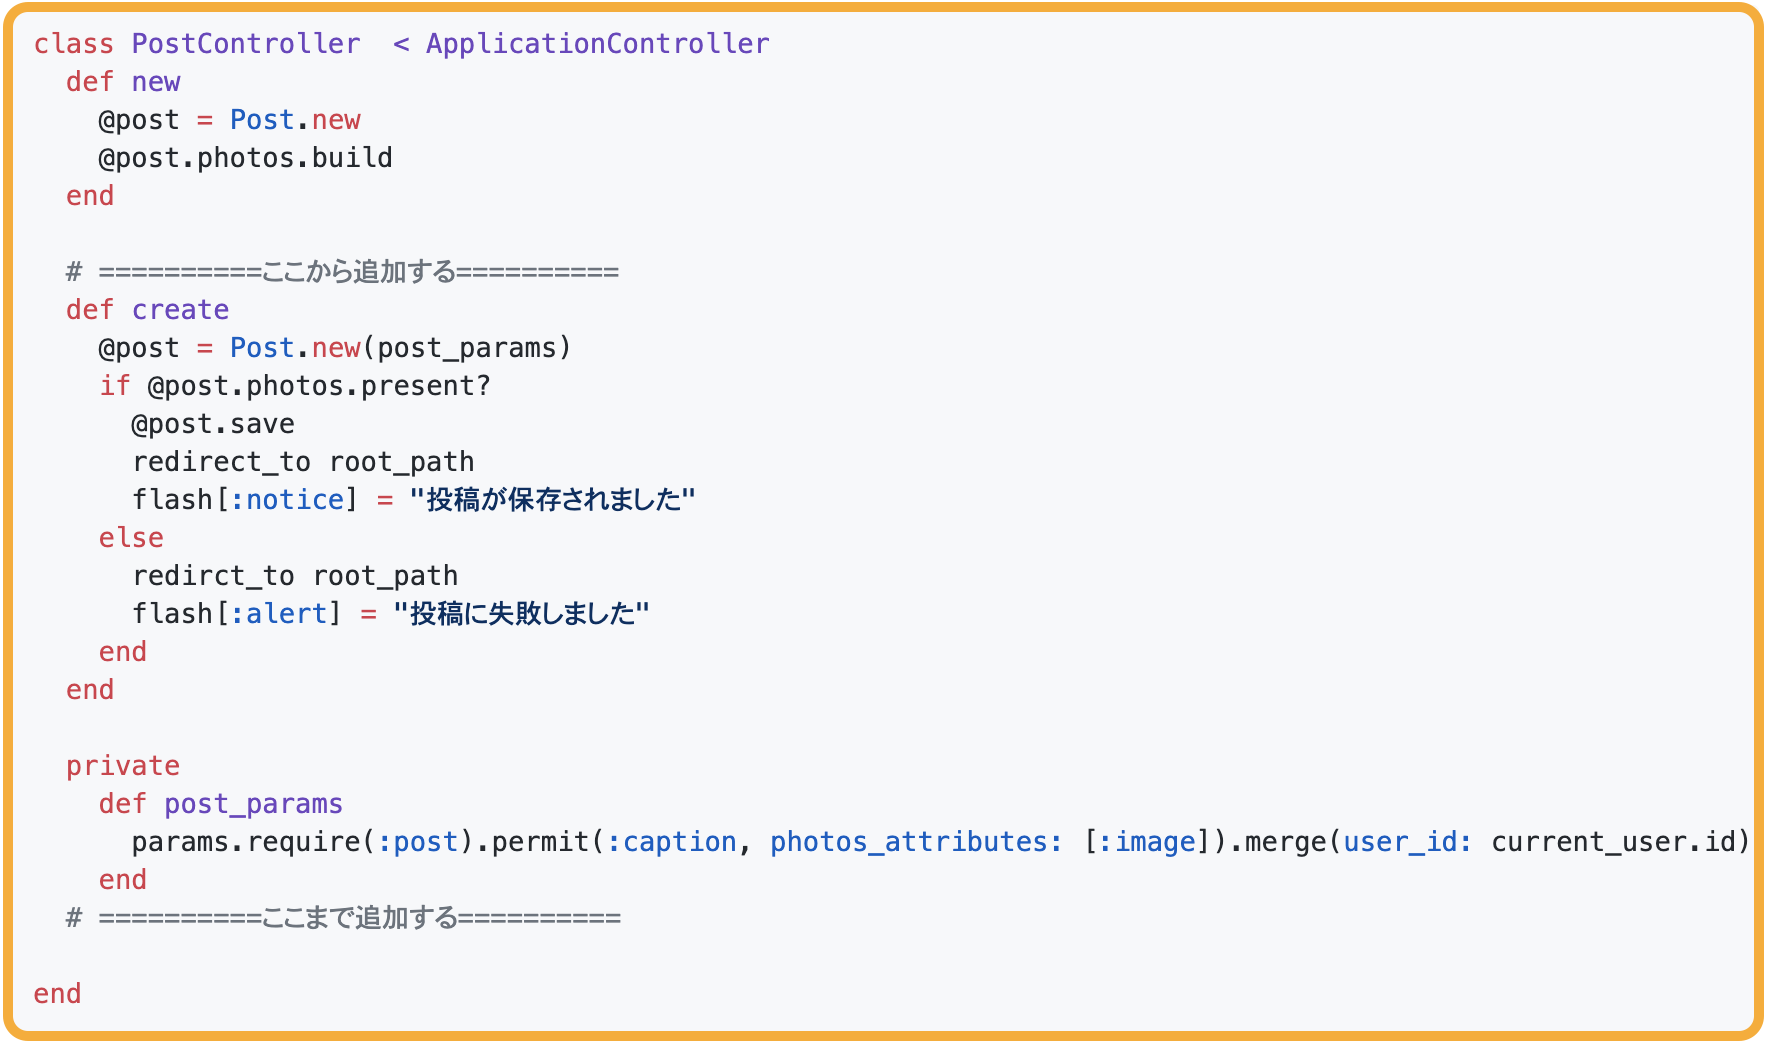 class PostController  < ApplicationController
  def new
    @post = Post.new
    @post.photos.build
  end

  # ==========ここから追加する==========
  def create
    @post = Post.new(post_params)
    if @post.photos.present?
      @post.save
      redirect_to root_path
      flash[:notice] = "投稿が保存されました"
    else
      redirct_to root_path
      flash[:alert] = "投稿に失敗しました"
    end
  end

  private
    def post_params
      params.require(:post).permit(:caption, photos_attributes: [:image]).merge(user_id: current_user.id)
    end
  # ==========ここまで追加する==========

end